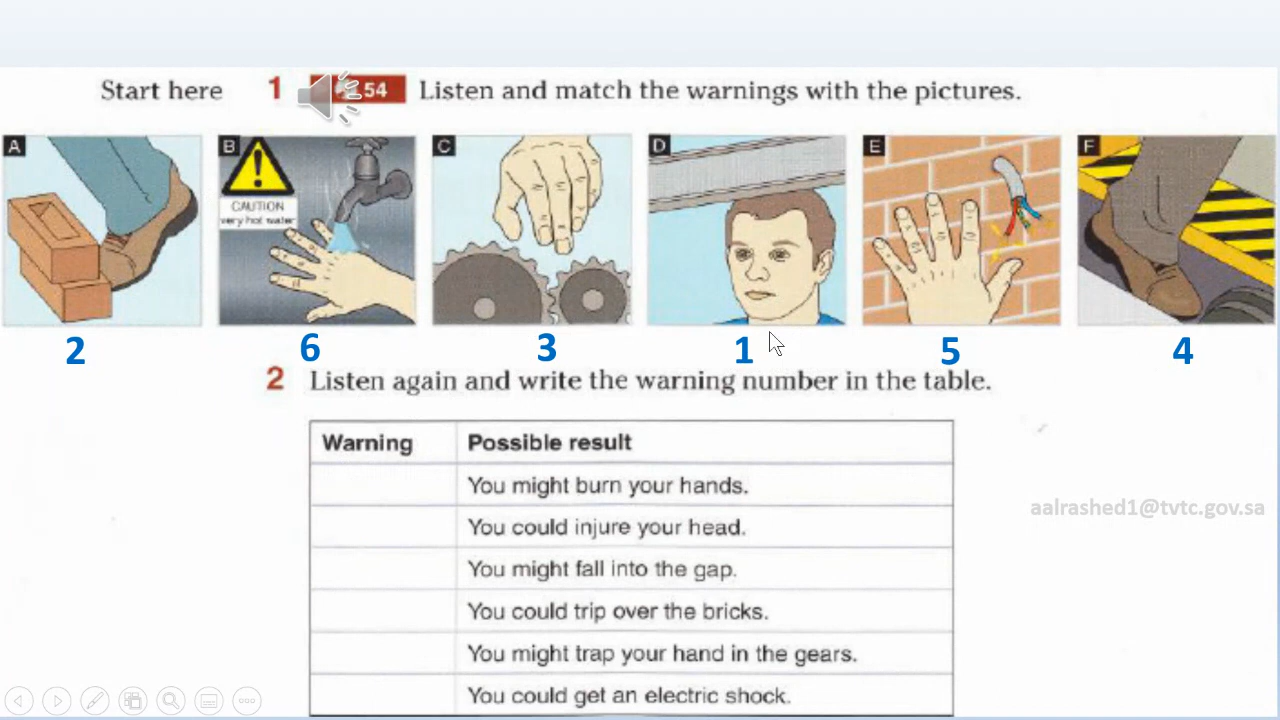 Start here 1 54 Listen and match the warnings with the pictures.
A B C D E F
CAUTION
very hot water
2 6 3 1 5 4
2 Listen again and write the warning number in the table.
Warning Possible result
You might burn your hands.
You could injure your head.
You might fall into the gap.
You could trip over the bricks.
You might trap your hand in the gears.
You could get an electric shock.
aalrashed1@tvtc.gov.sa